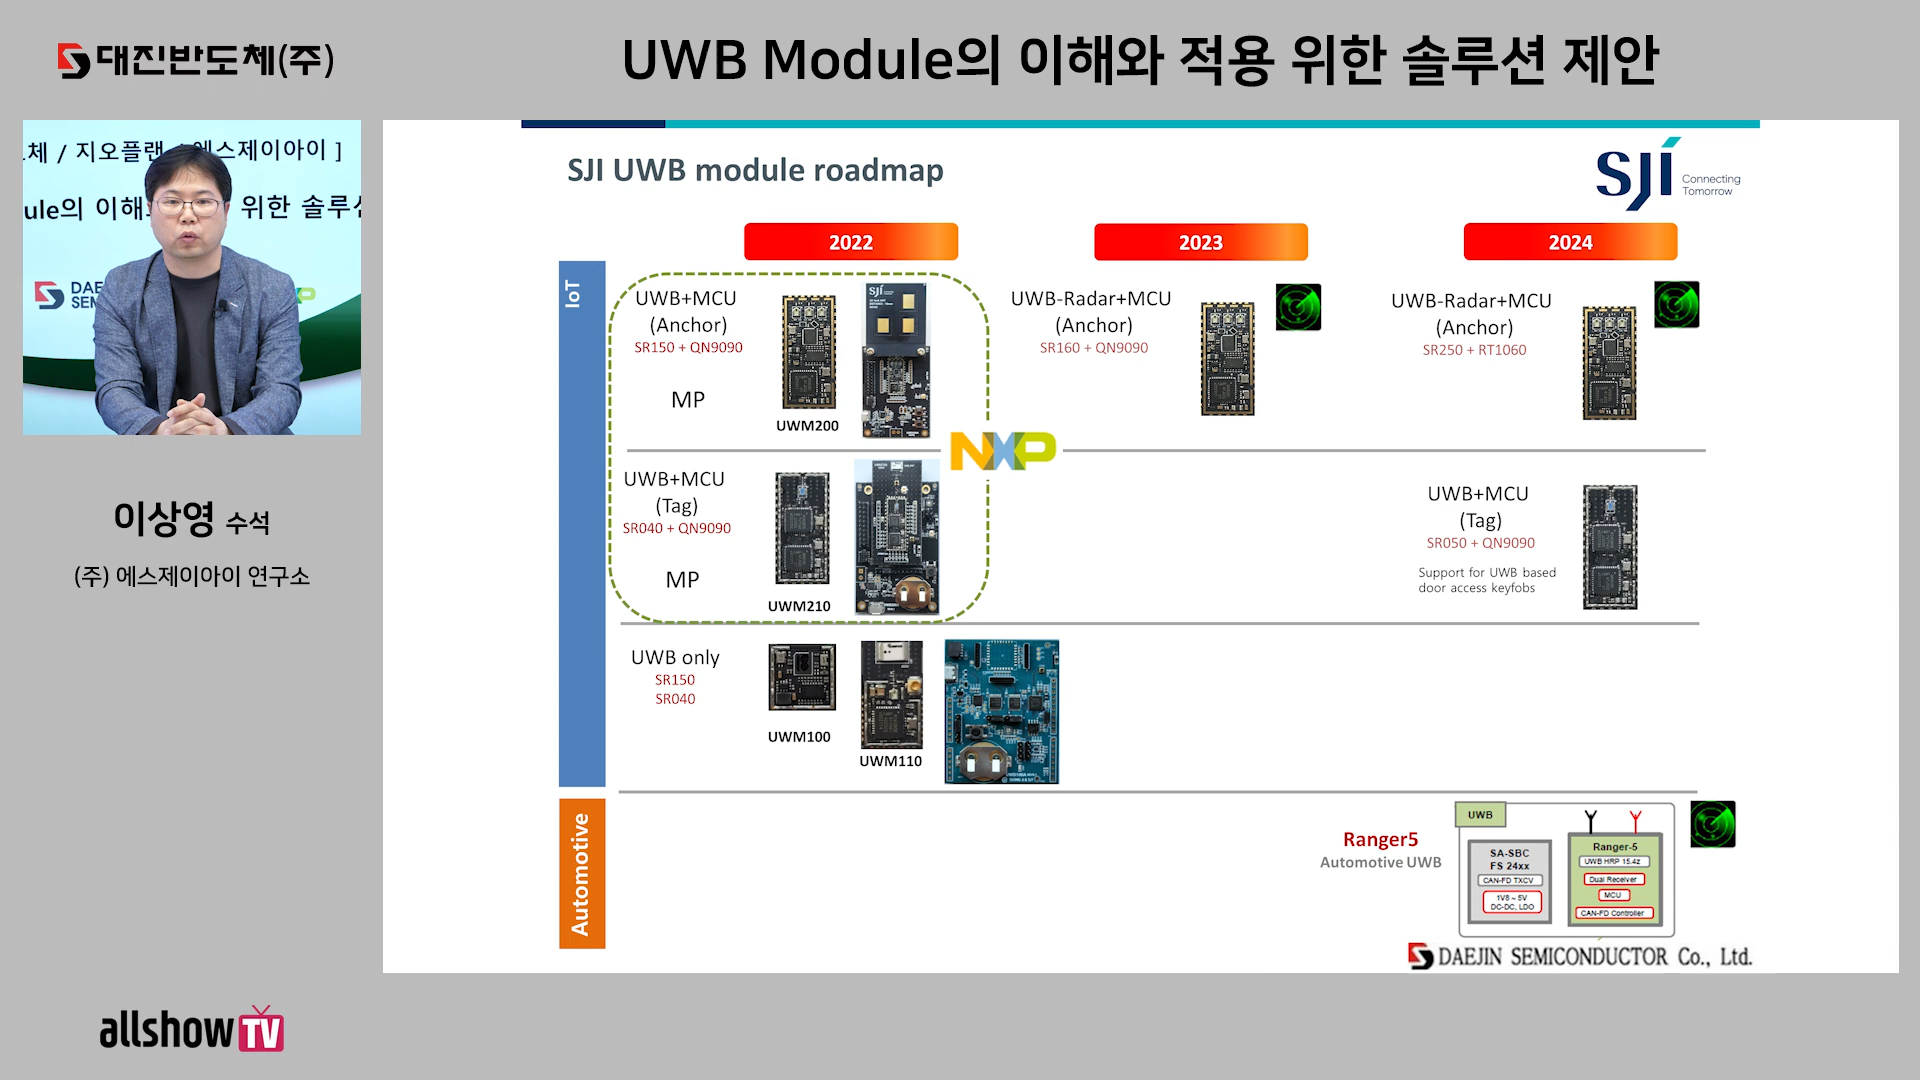 대진반도체(주)
UWB Module의 이해와 적용 위한 솔루션 제안
체 / 지오플랜 / 에스제이아이 ]
ule의 이해 위한 솔루션
이상영 수석
(주) 에스제이아이 연구소
allshowTV
SJI UWB module roadmap
SJI
Connecting
Tomorrow
2022
2023
2024
IoT
UWB+MCU
(Anchor)
SR150 + QN9090
MP
UWM200
UWB-Radar+MCU
(Anchor)
SR160 + QN9090
UWB-Radar+MCU
(Anchor)
SR250 + RT1060
NXP
UWB+MCU
(Tag)
SR040 + QN9090
MP
UWM210
UWB+MCU
(Tag)
SR050 + QN9090
Support for UWB based
door access keyfobs
UWB only
SR150
SR040
UWM100
UWM110
Automotive
Ranger5
Automotive UWB
UWB
SA-SBC
FS 24xx
CAN-FD TXCV
1V8 ~ 5V
DC-DC, LDO
Ranger-5
UWB HRP 15.4z
Dual Receiver
MCU
CAN-FD Controller
DAEJIN SEMICONDUCTOR Co., Ltd.